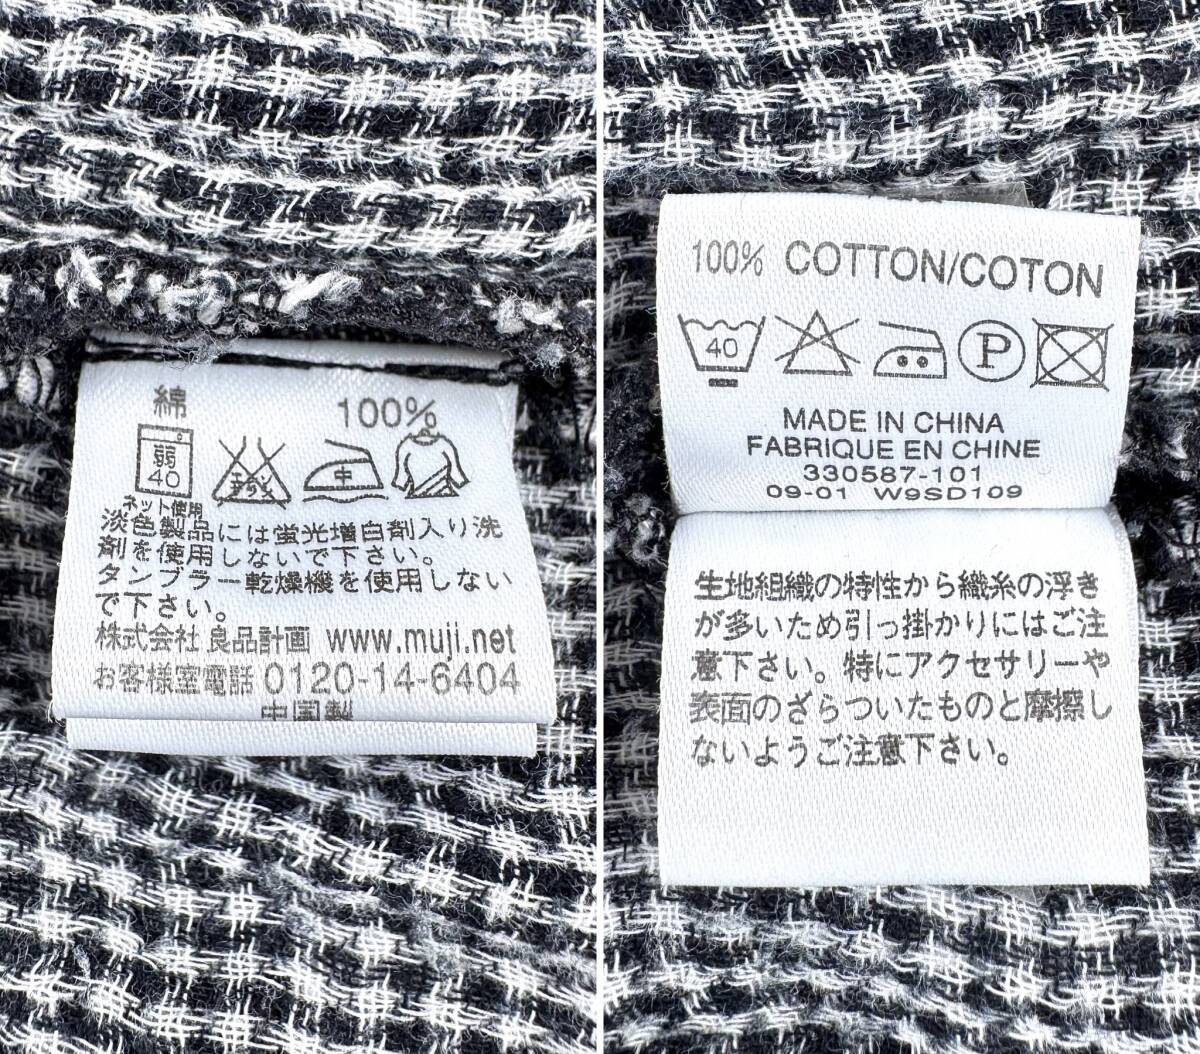 綿 100%
弱
40
エンソサラシ
中
ネット使用
淡色製品には蛍光増白剤入り洗
剤を使用しないで下さい。
タンブラー乾燥機を使用しない
で下さい。
株式会社 良品計画 www.muji.net
お客様室電話 0120-14-6404
中国製
100% COTTON/COTON
40
P
MADE IN CHINA
FABRIQUE EN CHINE
330587-101
09-01 W9SD109
生地組織の特性から織糸の浮き
が多いため引っ掛かりにはご注
意下さい。特にアクセサリーや
表面のざらついたものと摩擦し
ないようご注意下さい。